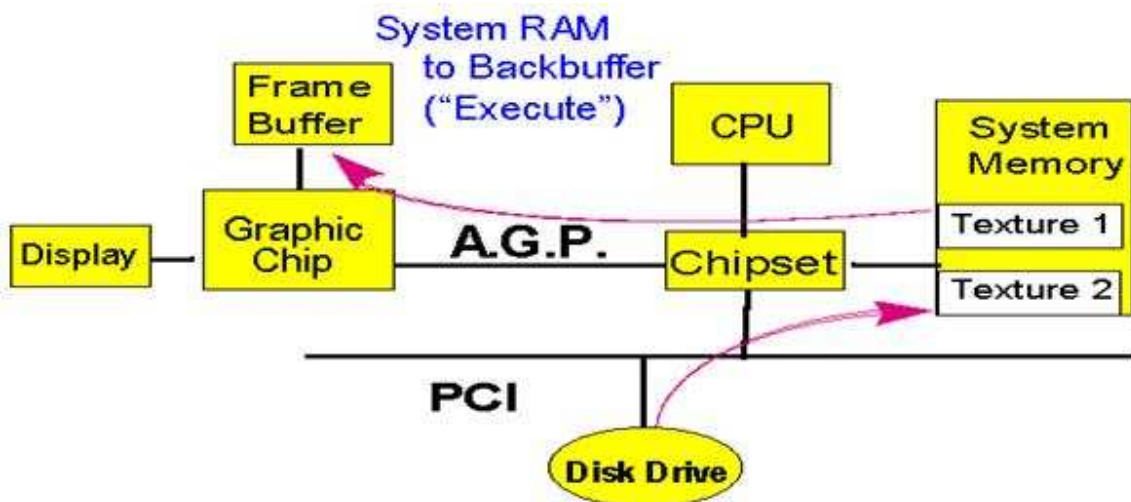 System RAM
to Backbuffer
("Execute")
Frame
Buffer
CPU
System
Memory
Texture 1
Display
Graphic
Chip
A.G.P.
Chipset
Texture 2
PCI
Disk Drive